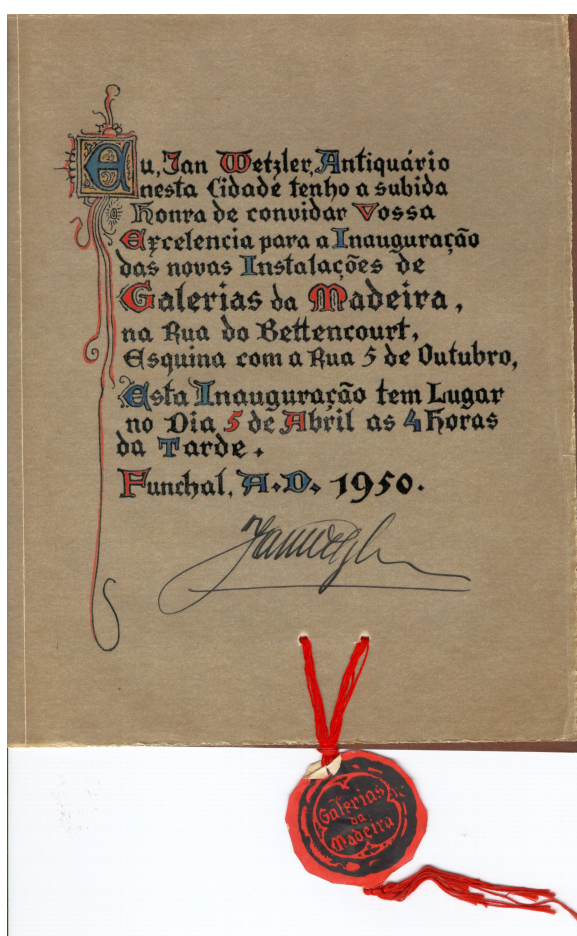 Eu, Jan Wetzler, Antiquário
nesta Cidade tenho a subida
Honra de convidar Vossa
Excelencia para a Inauguração
das novas Instalações de
Galerias da Madeira,
na Rua do Bettencourt,
Esquina com a Rua 5 de Outubro,
Esta Inauguração tem Lugar
no Dia 5 de Abril as 4 Horas
da Tarde.
Funchal, A.D. 1950.
Galerias
da
Madeira